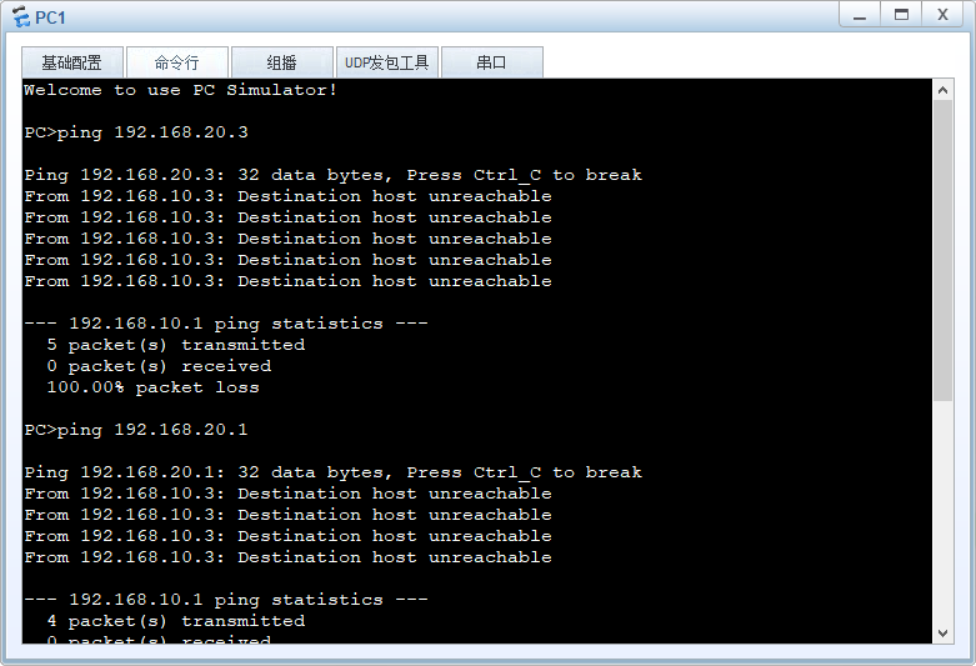 PC1
基础配置 命令行 组播 UDP发包工具 串口
Welcome to use PC Simulator!
PC>ping 192.168.20.3
Ping 192.168.20.3: 32 data bytes, Press Ctrl_C to break
From 192.168.10.3: Destination host unreachable
From 192.168.10.3: Destination host unreachable
From 192.168.10.3: Destination host unreachable
From 192.168.10.3: Destination host unreachable
From 192.168.10.3: Destination host unreachable
--- 192.168.10.1 ping statistics ---
5 packet(s) transmitted
0 packet(s) received
100.00% packet loss
PC>ping 192.168.20.1
Ping 192.168.20.1: 32 data bytes, Press Ctrl_C to break
From 192.168.10.3: Destination host unreachable
From 192.168.10.3: Destination host unreachable
From 192.168.10.3: Destination host unreachable
From 192.168.10.3: Destination host unreachable
--- 192.168.10.1 ping statistics ---
4 packet(s) transmitted
0 packet(s) received